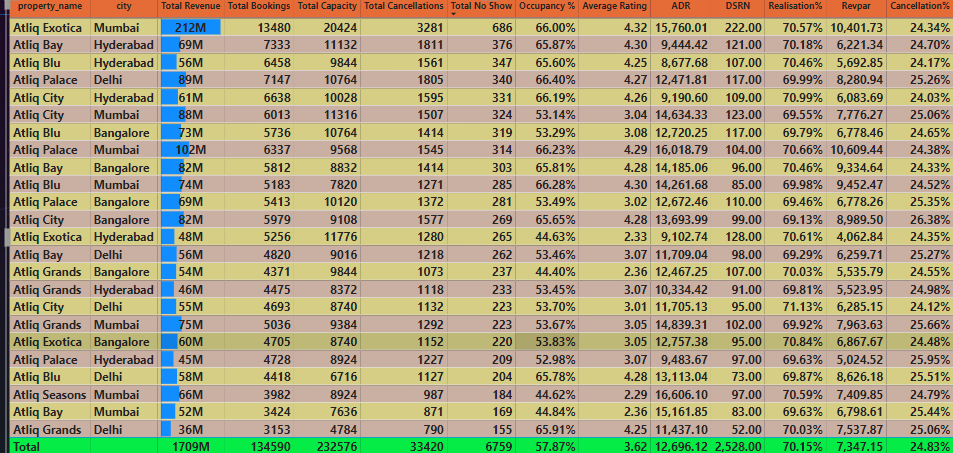 property_name city Total Revenue Total Bookings Total Capacity Total Cancellations Total No Show Occupancy % Average Rating ADR DSRN Realisation% Revpar Cancellation%
Atliq Exotica Mumbai 212M 13480 20424 3281 686 66.00% 4.32 15,760.01 222.00 70.57% 10,401.73 24.34%
Atliq Bay Hyderabad 69M 7333 11132 1811 376 65.87% 4.30 9,444.42 121.00 70.18% 6,221.34 24.70%
Atliq Blu Hyderabad 56M 6458 9844 1561 347 65.60% 4.25 8,677.68 107.00 70.46% 5,692.85 24.17%
Atliq Palace Delhi 89M 7147 10764 1805 340 66.40% 4.27 12,471.81 117.00 69.99% 8,280.94 25.26%
Atliq City Hyderabad 61M 6638 10028 1595 331 66.19% 4.26 9,190.60 109.00 70.99% 6,083.69 24.03%
Atliq City Mumbai 88M 6013 11316 1507 324 53.14% 3.04 14,634.33 123.00 69.55% 7,776.27 25.06%
Atliq Blu Bangalore 73M 5736 10764 1414 319 53.29% 3.08 12,720.25 117.00 69.79% 6,778.46 24.65%
Atliq Palace Mumbai 102M 6337 9568 1545 314 66.23% 4.29 16,018.79 104.00 70.66% 10,609.44 24.38%
Atliq Bay Bangalore 82M 5812 8832 1414 303 65.81% 4.28 14,185.06 96.00 70.46% 9,334.64 24.33%
Atliq Blu Mumbai 74M 5183 7820 1271 285 66.28% 4.30 14,261.68 85.00 69.98% 9,452.47 24.52%
Atliq Palace Bangalore 69M 5413 10120 1372 281 53.49% 3.02 12,672.46 110.00 69.46% 6,778.26 25.35%
Atliq City Bangalore 82M 5979 9108 1577 269 65.65% 4.28 13,693.99 99.00 69.13% 8,989.50 26.38%
Atliq Exotica Hyderabad 48M 5256 11776 1280 265 44.63% 2.33 9,102.74 128.00 70.61% 4,062.84 24.35%
Atliq Bay Delhi 56M 4820 9016 1218 262 53.46% 3.07 11,709.04 98.00 69.29% 6,259.71 25.27%
Atliq Grands Bangalore 54M 4371 9844 1073 237 44.40% 2.36 12,467.25 107.00 70.03% 5,535.79 24.55%
Atliq Grands Hyderabad 46M 4475 8372 1118 233 53.45% 3.07 10,334.42 91.00 69.81% 5,523.95 24.98%
Atliq City Delhi 55M 4693 8740 1132 223 53.70% 3.01 11,705.13 95.00 71.13% 6,285.15 24.12%
Atliq Grands Mumbai 75M 5036 9384 1292 223 53.67% 3.05 14,839.31 102.00 69.92% 7,963.63 25.66%
Atliq Exotica Bangalore 60M 4705 8740 1152 220 53.83% 3.05 12,757.38 95.00 70.84% 6,867.67 24.48%
Atliq Palace Hyderabad 45M 4728 8924 1227 209 52.98% 3.07 9,483.67 97.00 69.63% 5,024.52 25.95%
Atliq Blu Delhi 58M 4418 6716 1127 204 65.78% 4.28 13,113.04 73.00 69.87% 8,626.18 25.51%
Atliq Seasons Mumbai 66M 3982 8924 987 184 44.62% 2.29 16,606.10 97.00 70.59% 7,409.85 24.79%
Atliq Bay Mumbai 52M 3424 7636 871 169 44.84% 2.36 15,161.85 83.00 69.63% 6,798.61 25.44%
Atliq Grands Delhi 36M 3153 4784 790 155 65.91% 4.25 11,437.10 52.00 70.03% 7,537.87 25.06%
Total 1709M 134590 232576 33420 6759 57.87% 3.62 12,696.12 2,528.00 70.15% 7,347.15 24.83%